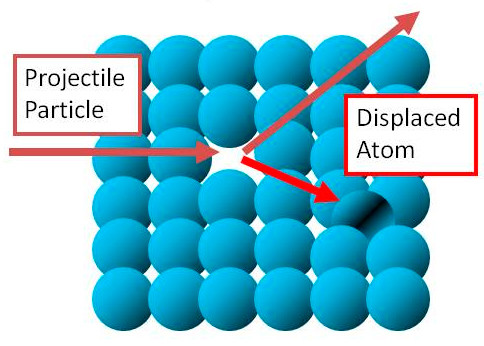 Projectile
Particle
Displaced
Atom